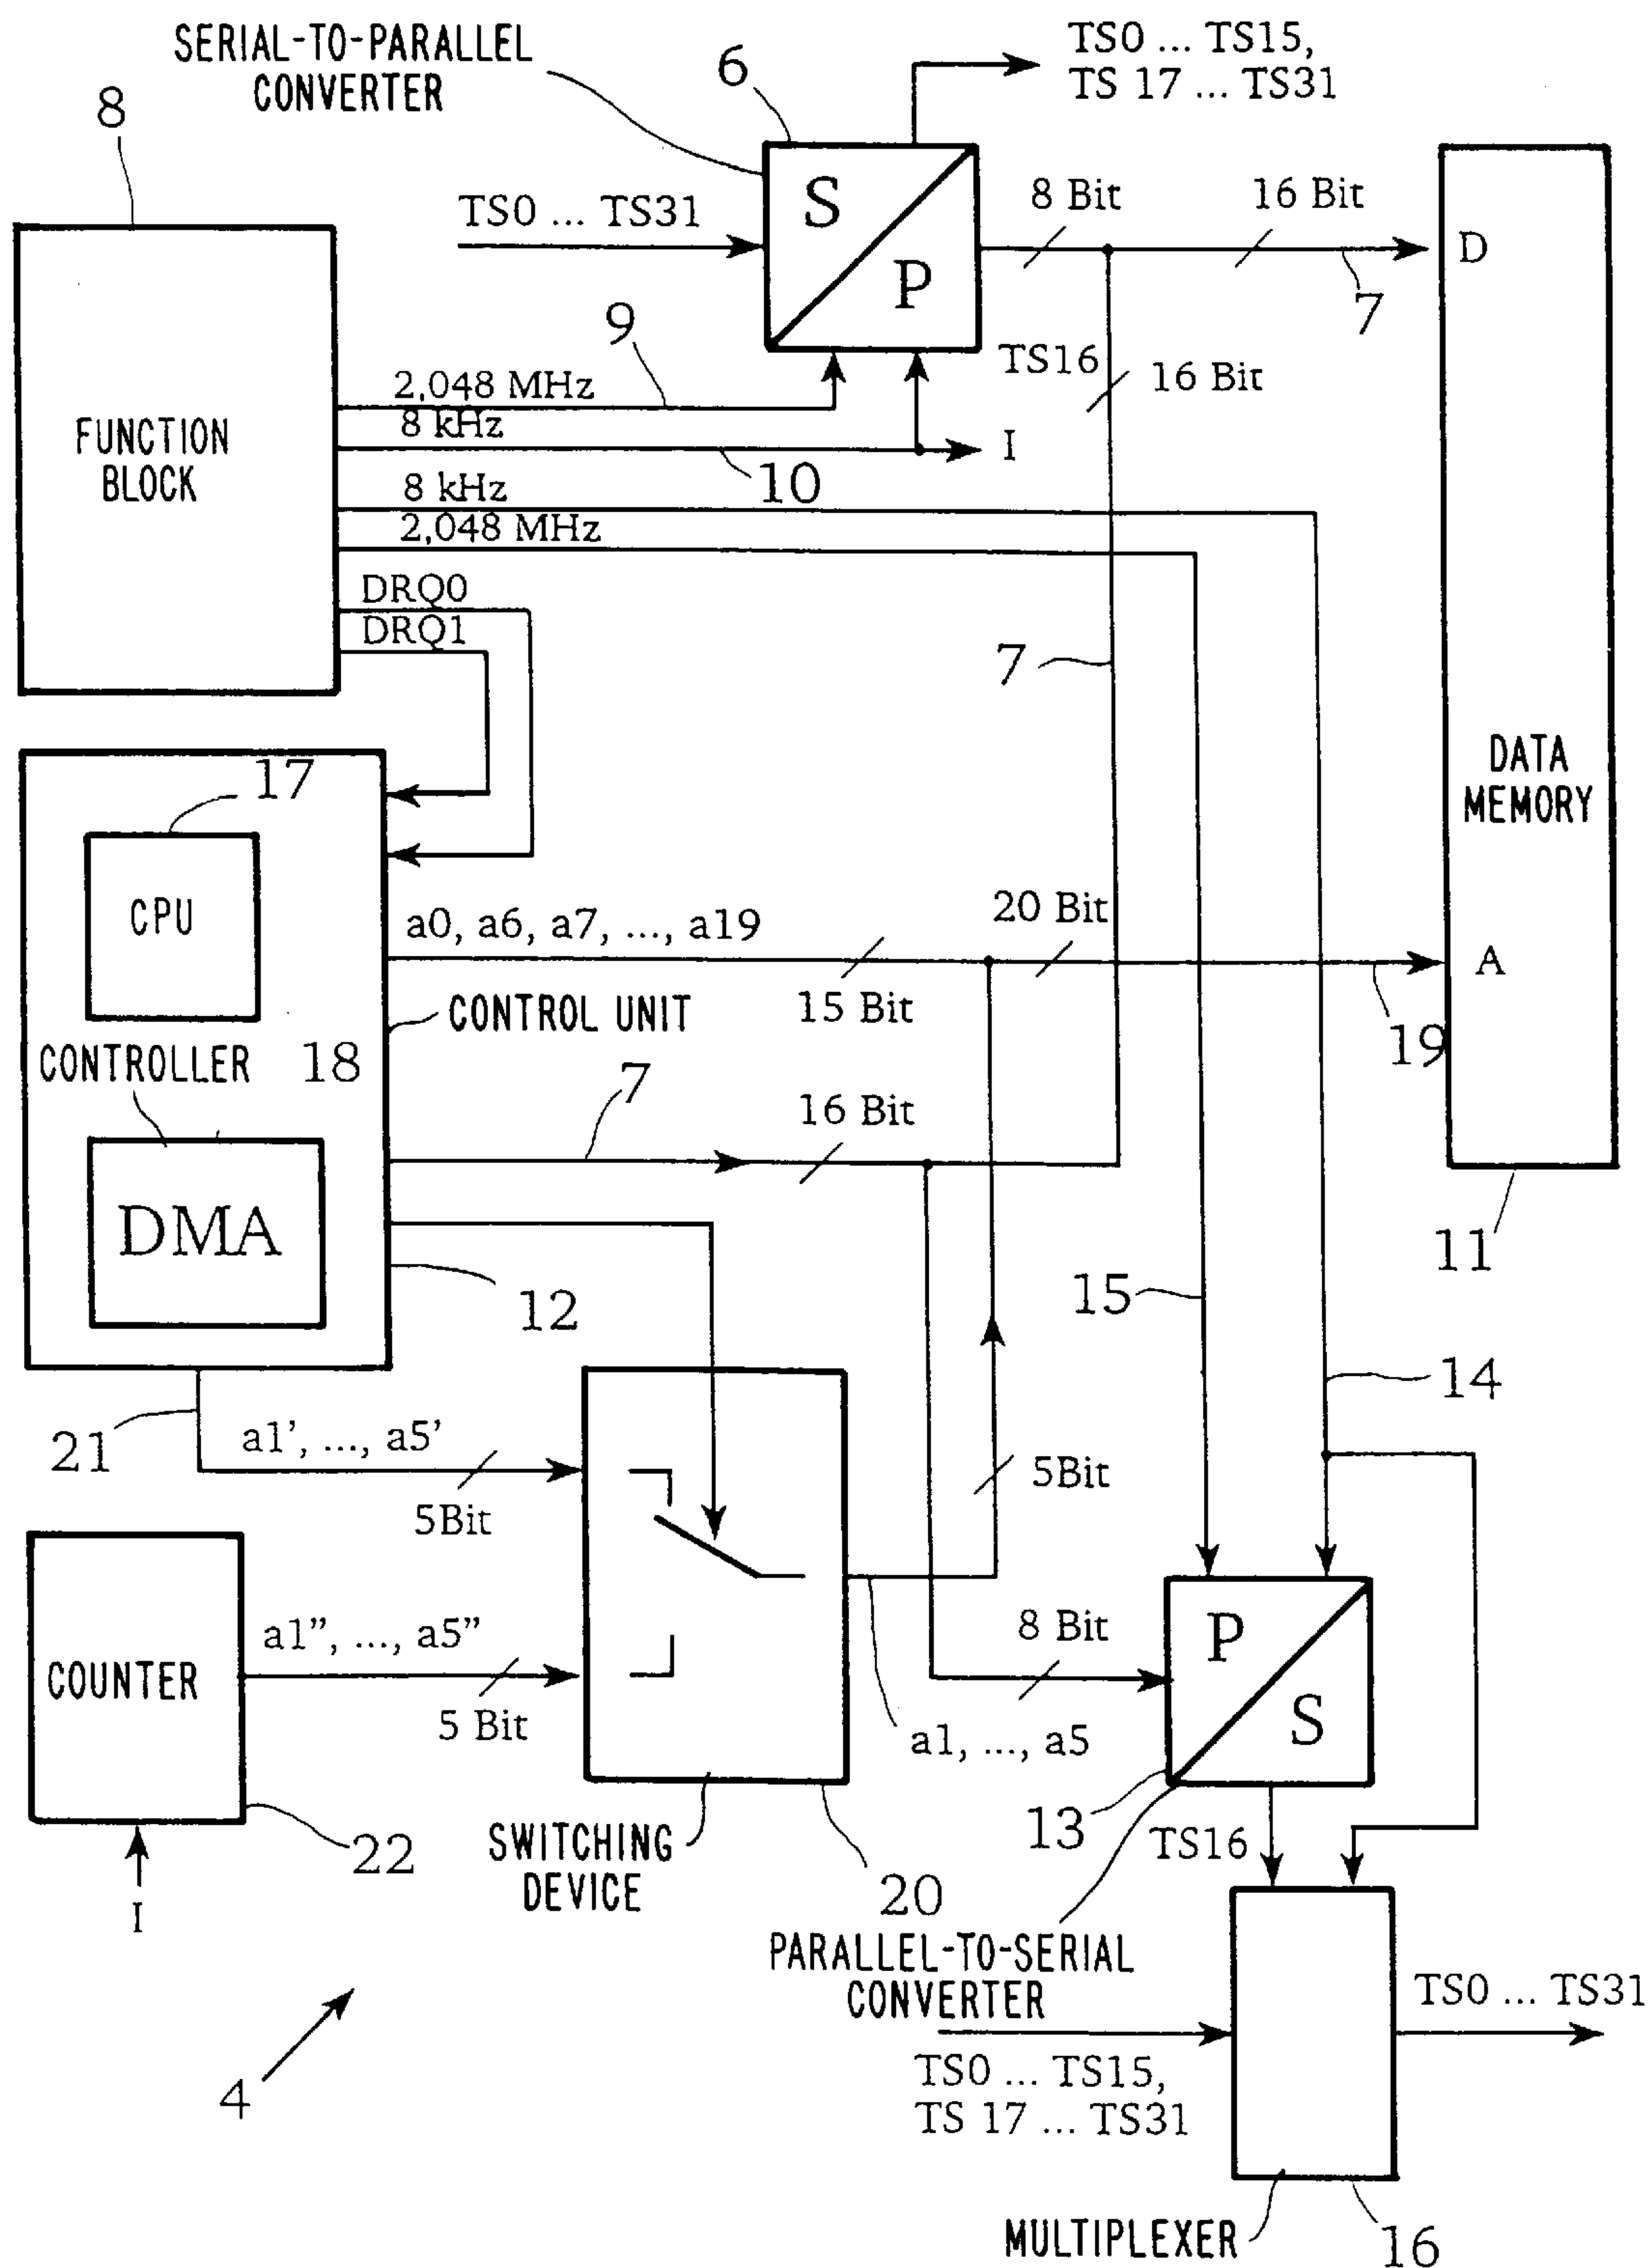 SERIAL-TO-PARALLEL
CONVERTER
6
TS0 ... TS15,
TS 17 ... TS31
8
S
P
TS0 ... TS31
8 Bit
16 Bit
D
7
9
TS16
16 Bit
2,048 MHz
8 kHz
I
10
FUNCTION
BLOCK
8 kHz
2,048 MHz
DRQ0
DRQ1
7
DATA
MEMORY
17
CPU
a0, a6, a7, ..., a19
15 Bit
20 Bit
A
19
CONTROL UNIT
CONTROLLER
18
7
16 Bit
DMA
12
11
15
14
21
a1', ..., a5'
5Bit
5Bit
COUNTER
a1", ..., a5"
5 Bit
8 Bit
P
S
a1, ..., a5
13
22
I
SWITCHING
DEVICE
20
TS16
PARALLEL-TO-SERIAL
CONVERTER
TS0 ... TS31
4
TS0 ... TS15,
TS 17 ... TS31
MULTIPLEXER
16